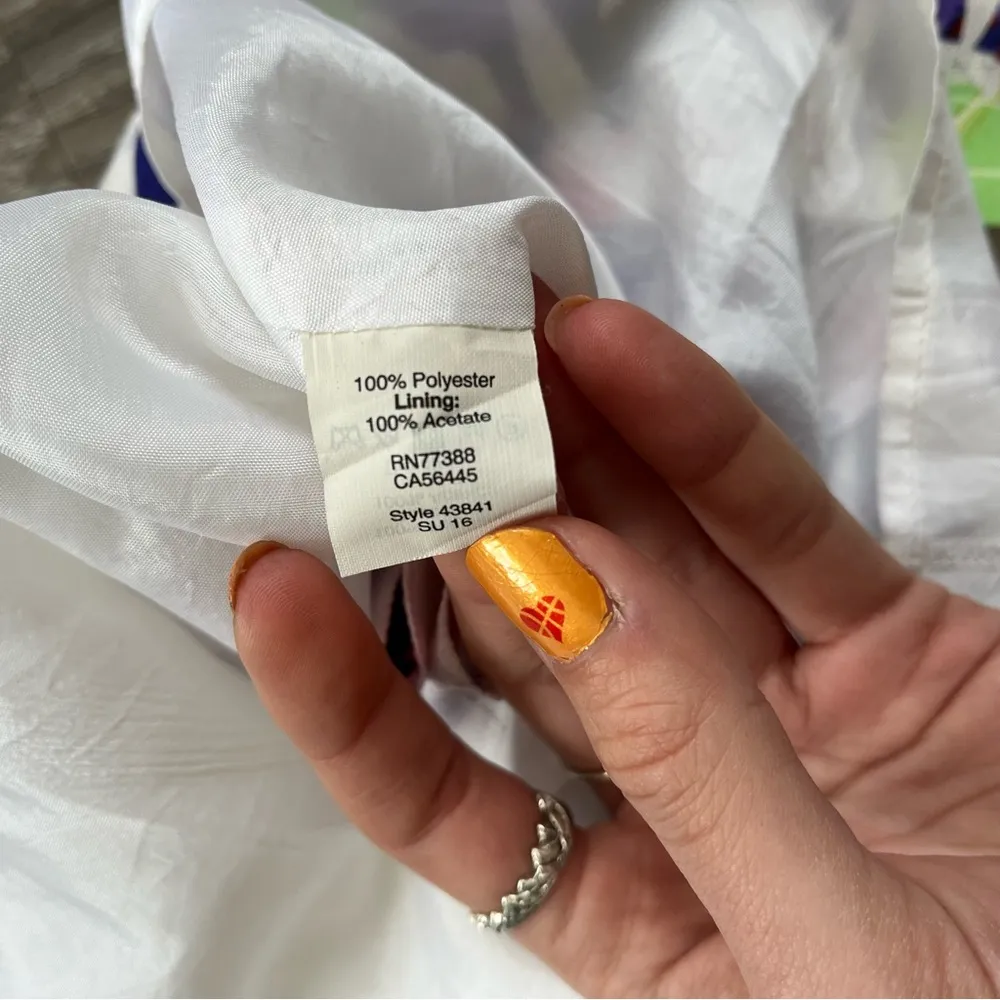 100% Polyester
Lining:
100% Acetate
RN77388
CA56445
Style 43841
SU 16